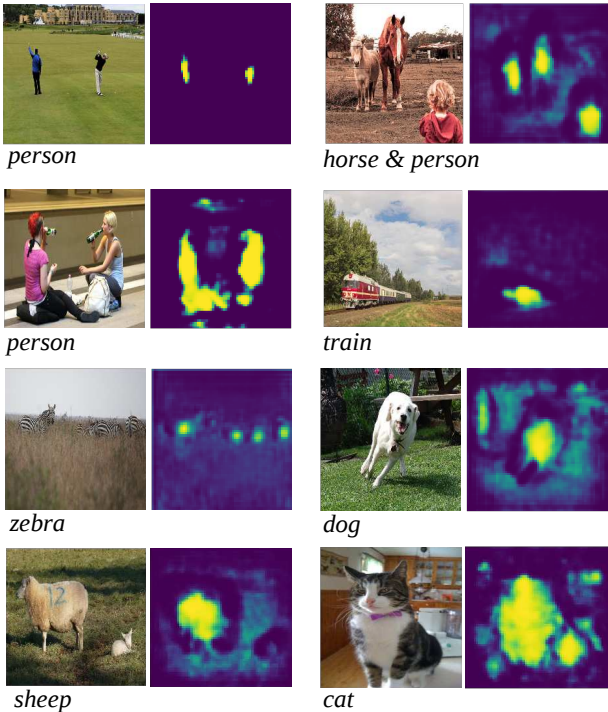 person
horse & person
person
train
zebra
dog
12
sheep
cat